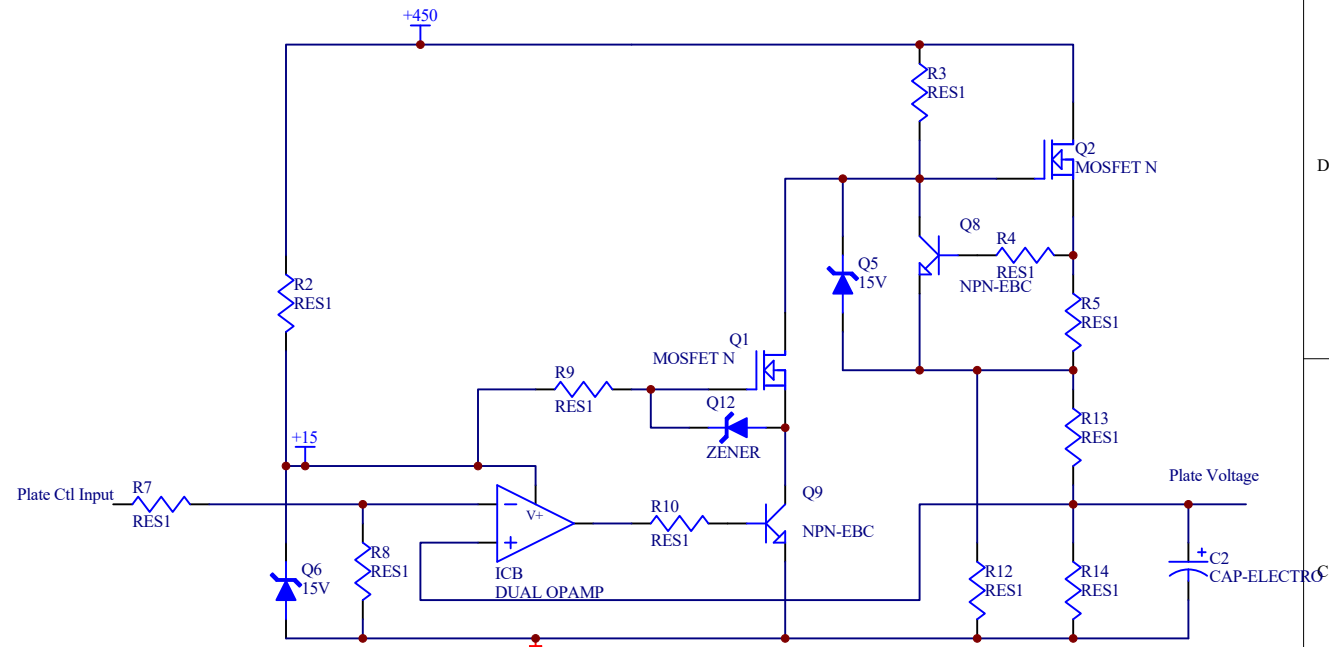 +450
R3
RES1
Q2
MOSFET N
D
Q8
R4
RES1
NPN-EBC
Q5
15V
R2
RES1
R5
RES1
Q1
MOSFET N
R9
RES1
Q12
ZENER
R13
RES1
+15
Plate Voltage
Plate Ctl Input
R7
RES1
V+
R10
RES1
Q9
NPN-EBC
R8
RES1
Q6
15V
ICB
DUAL OPAMP
R12
RES1
R14
RES1
C2
CAP-ELECTRO
C